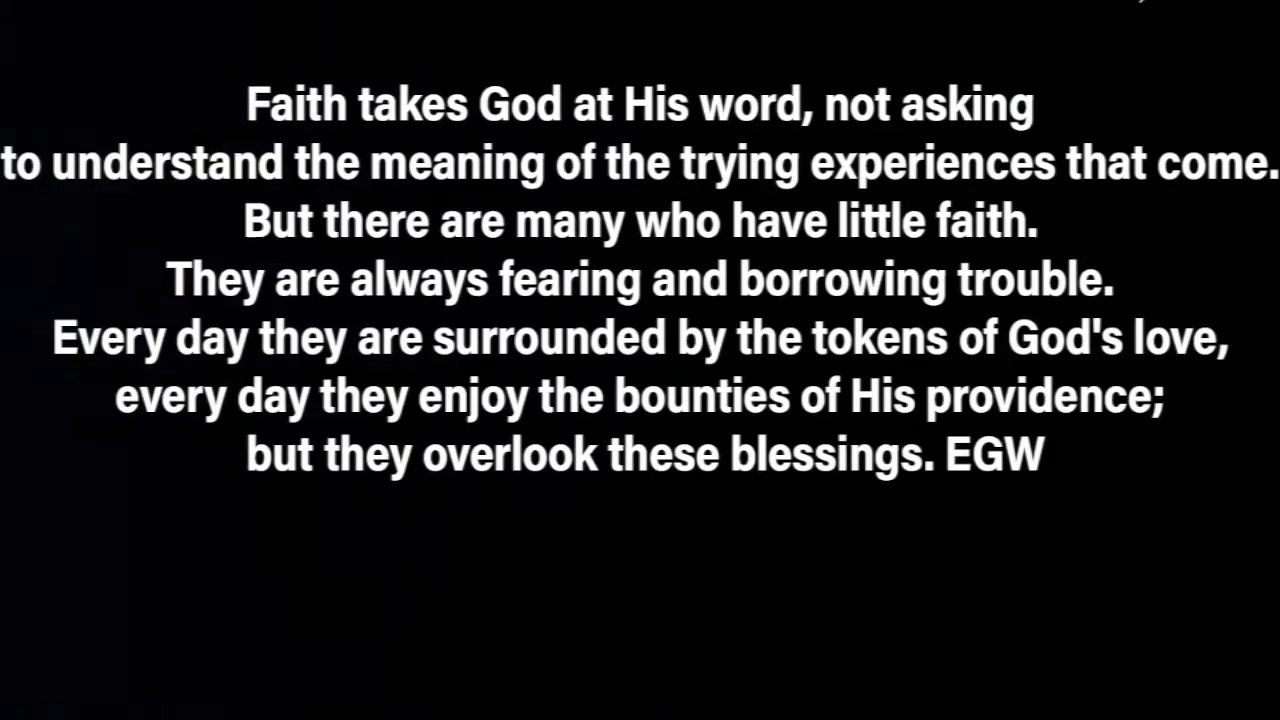 Faith takes God at His word, not asking
to understand the meaning of the trying experiences that come.
But there are many who have little faith.
They are always fearing and borrowing trouble.
Every day they are surrounded by the tokens of God's love,
every day they enjoy the bounties of His providence;
but they overlook these blessings. EGW